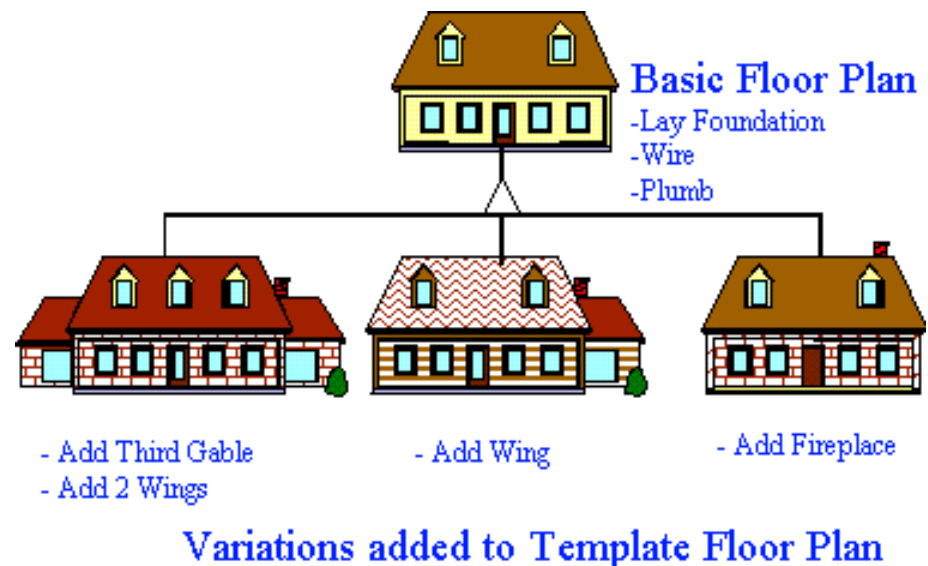 Basic Floor Plan
-Lay Foundation
-Wire
-Plumb
- Add Third Gable
- Add 2 Wings
- Add Wing
- Add Fireplace
Variations added to Template Floor Plan